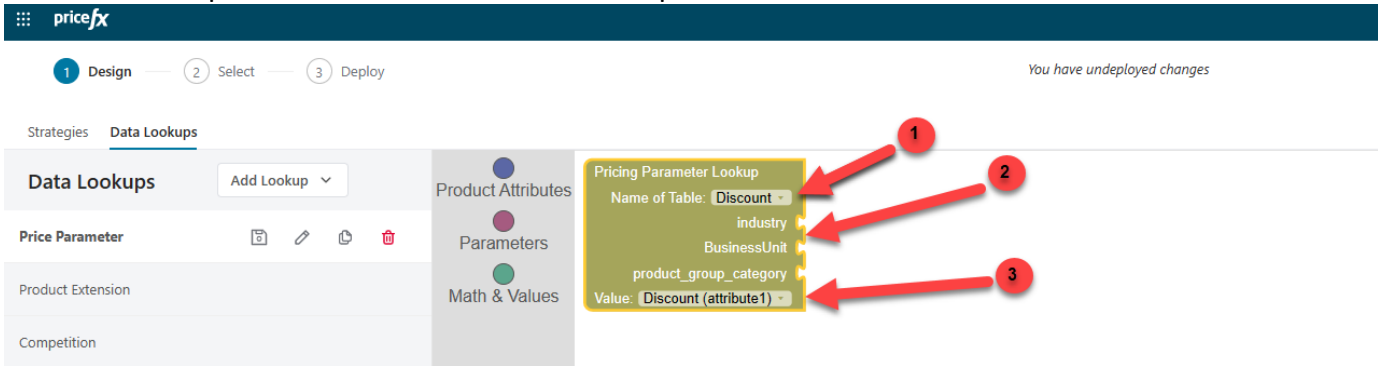 pricefx
1 Design 2 Select 3 Deploy You have undeployed changes
Strategies Data Lookups
1
Data Lookups Add Lookup
Product Attributes
Pricing Parameter Lookup
Name of Table: Discount
2
industry
Price Parameter
Parameters
BusinessUnit
product_group_category
3
Product Extension
Math & Values
Value: Discount (attribute1)
Competition